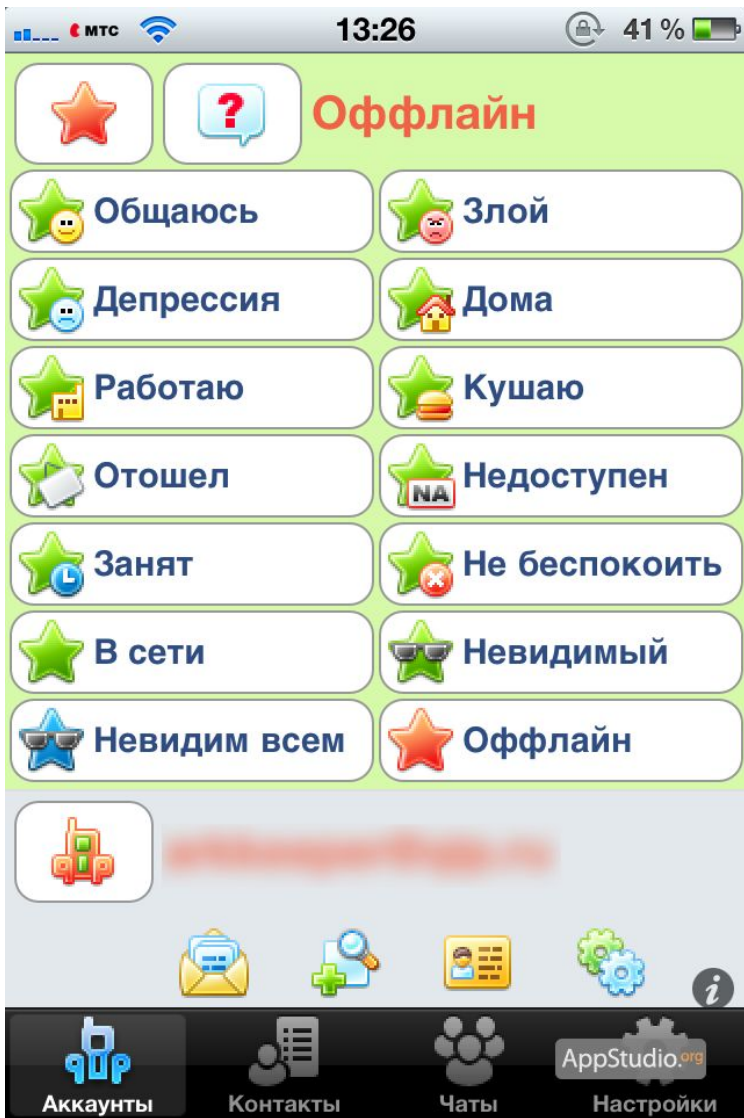 МТС 13:26 41 %
? Оффлайн
Общаюсь Злой
Депрессия Дома
Работаю Кушаю
Отошел NA Недоступен
Занят Не беспокоить
В сети Невидимый
Невидим всем Оффлайн
i
qip AppStudio.org
Аккаунты Контакты Чаты Настройки